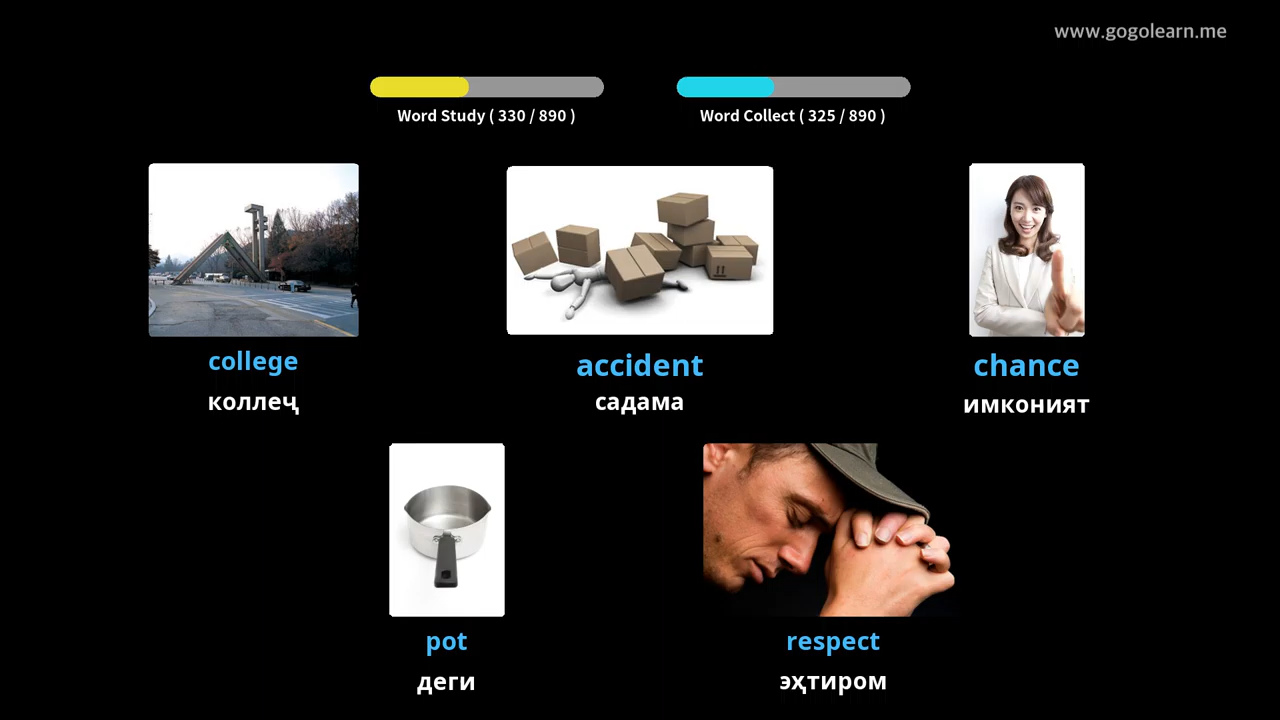 www.gogolearn.me
Word Study ( 330 / 890 )
Word Collect ( 325 / 890 )
college
коллеҷ
accident
садама
chance
имконият
pot
деги
respect
эҳтиром